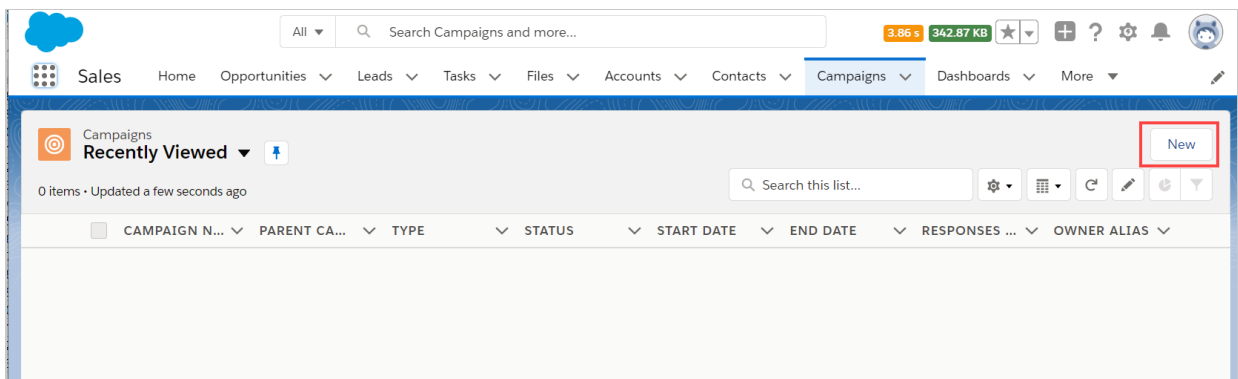 All Search Campaigns and more... 3.86 s 342.87 KB
Sales Home Opportunities Leads Tasks Files Accounts Contacts Campaigns Dashboards More
Campaigns
Recently Viewed
New
0 items • Updated a few seconds ago Search this list...
CAMPAIGN N... PARENT CA... TYPE STATUS START DATE END DATE RESPONSES ... OWNER ALIAS